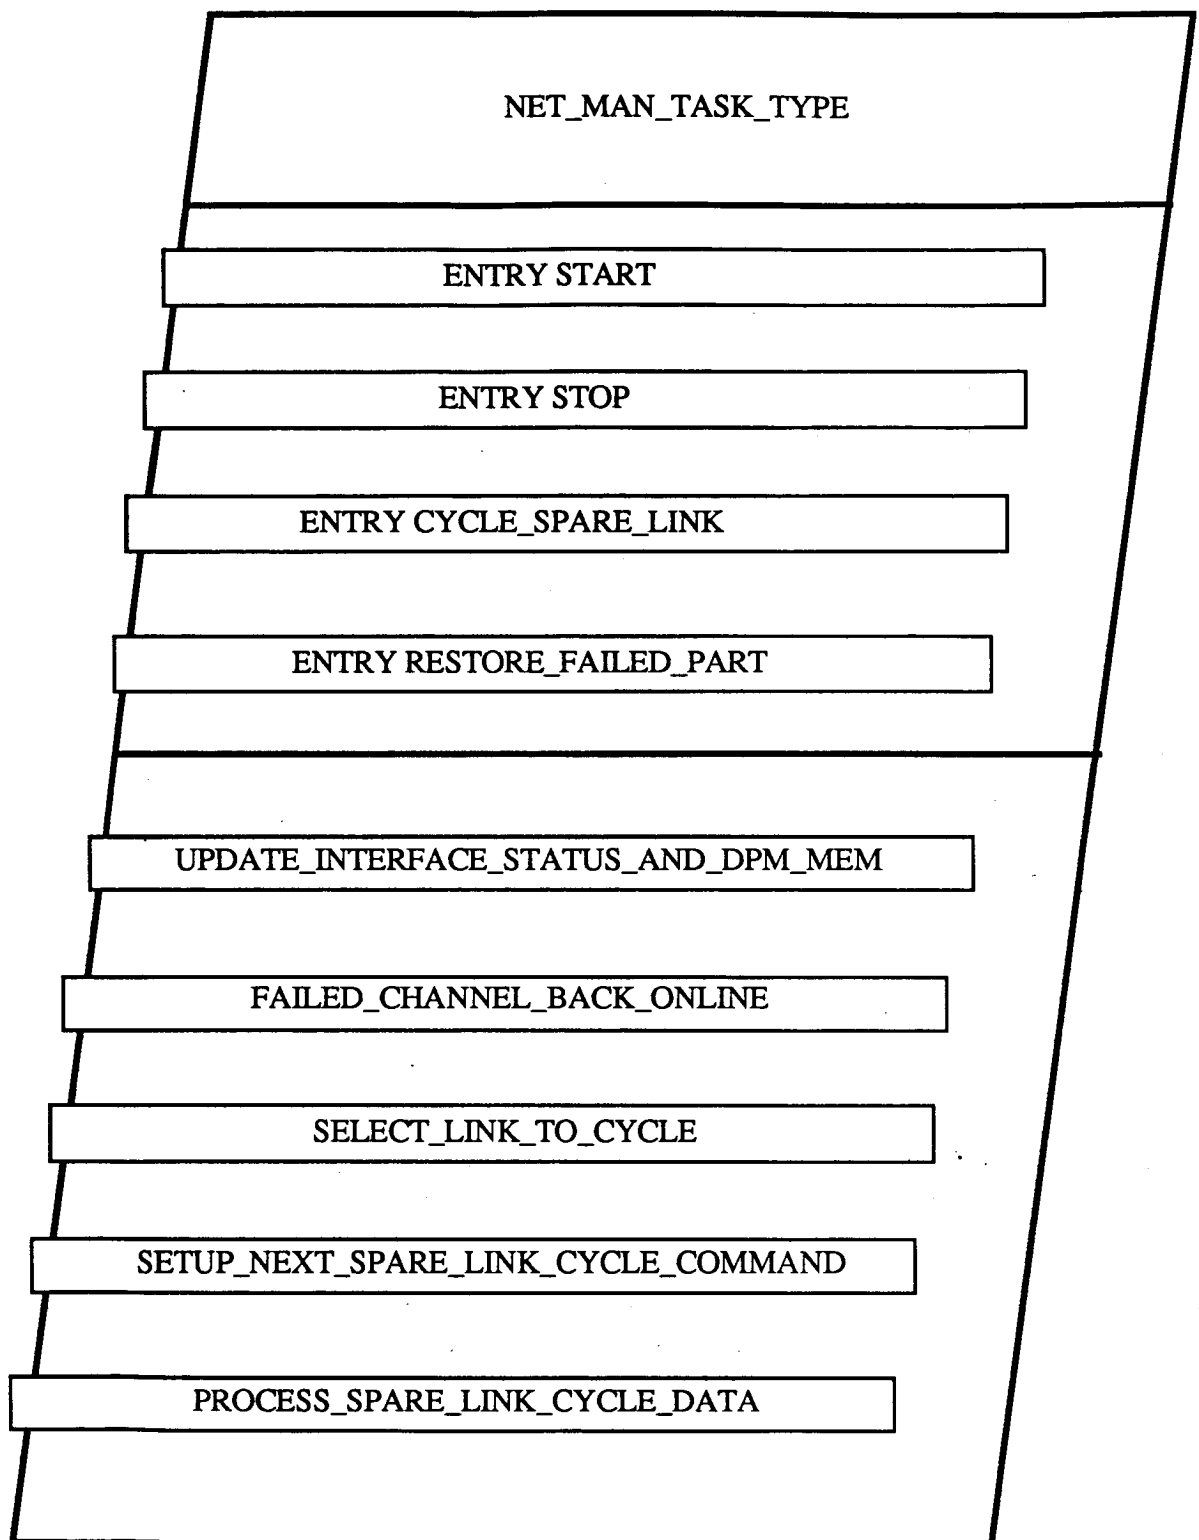 NET_MAN_TASK_TYPE
ENTRY START
ENTRY STOP
ENTRY CYCLE_SPARE_LINK
ENTRY RESTORE_FAILED_PART
UPDATE_INTERFACE_STATUS_AND_DPM_MEM
FAILED_CHANNEL_BACK_ONLINE
SELECT_LINK_TO_CYCLE
SETUP_NEXT_SPARE_LINK_CYCLE_COMMAND
PROCESS_SPARE_LINK_CYCLE_DATA